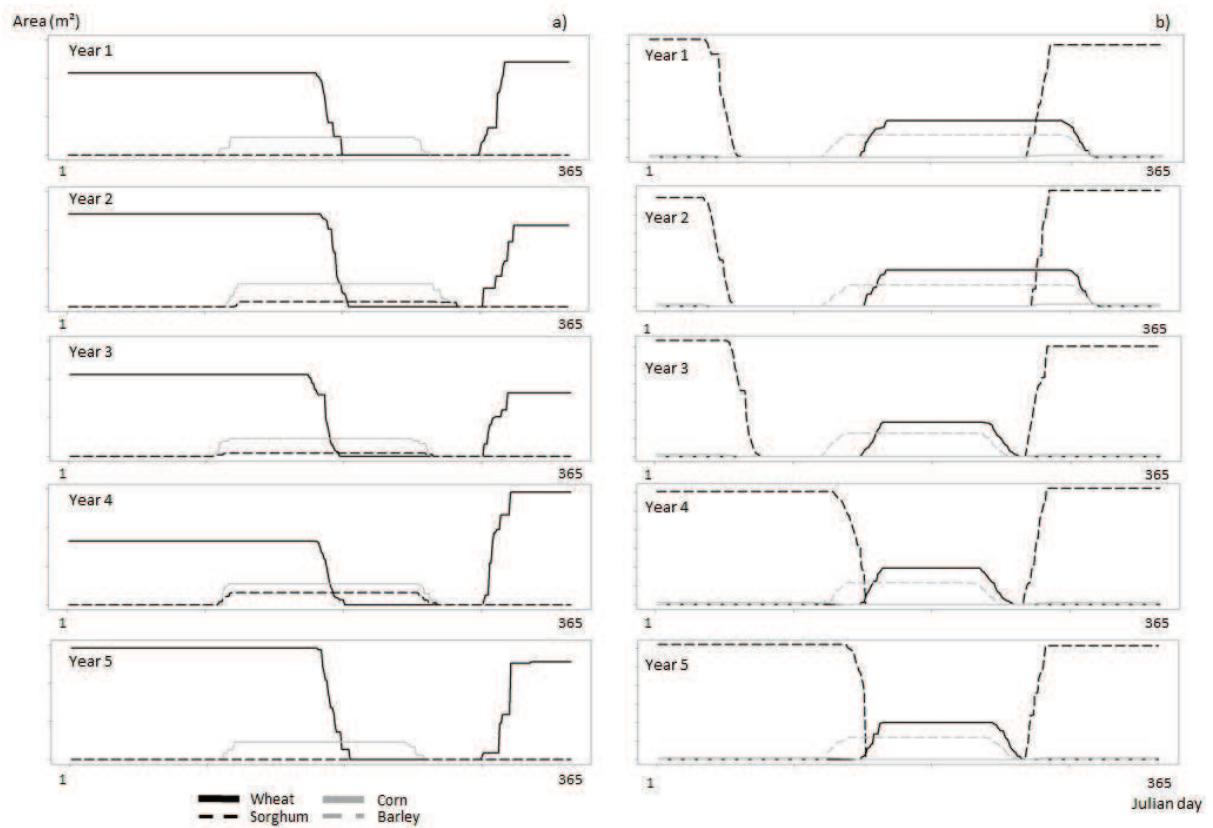 Area (m²)
a)
b)
Year 1
1
365
Year 1
1
365
Year 2
1
365
Year 2
1
365
Year 3
1
365
Year 3
1
365
Year 4
1
365
Year 4
1
365
Year 5
1
365
Year 5
1
365
Wheat
Corn
Sorghum
Barley
Julian day